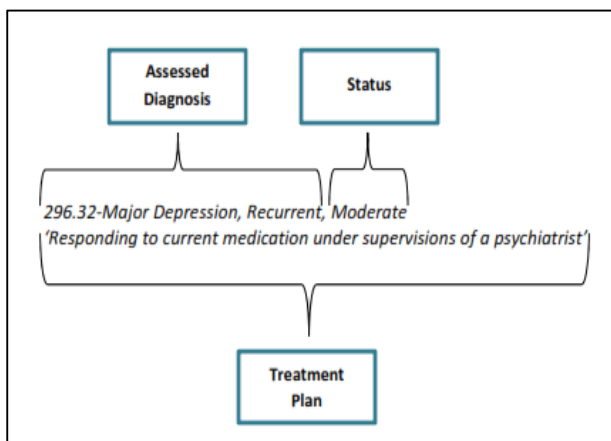 Assessed
Diagnosis
Status
296.32-Major Depression, Recurrent, Moderate
‘Responding to current medication under supervisions of a psychiatrist’
Treatment
Plan